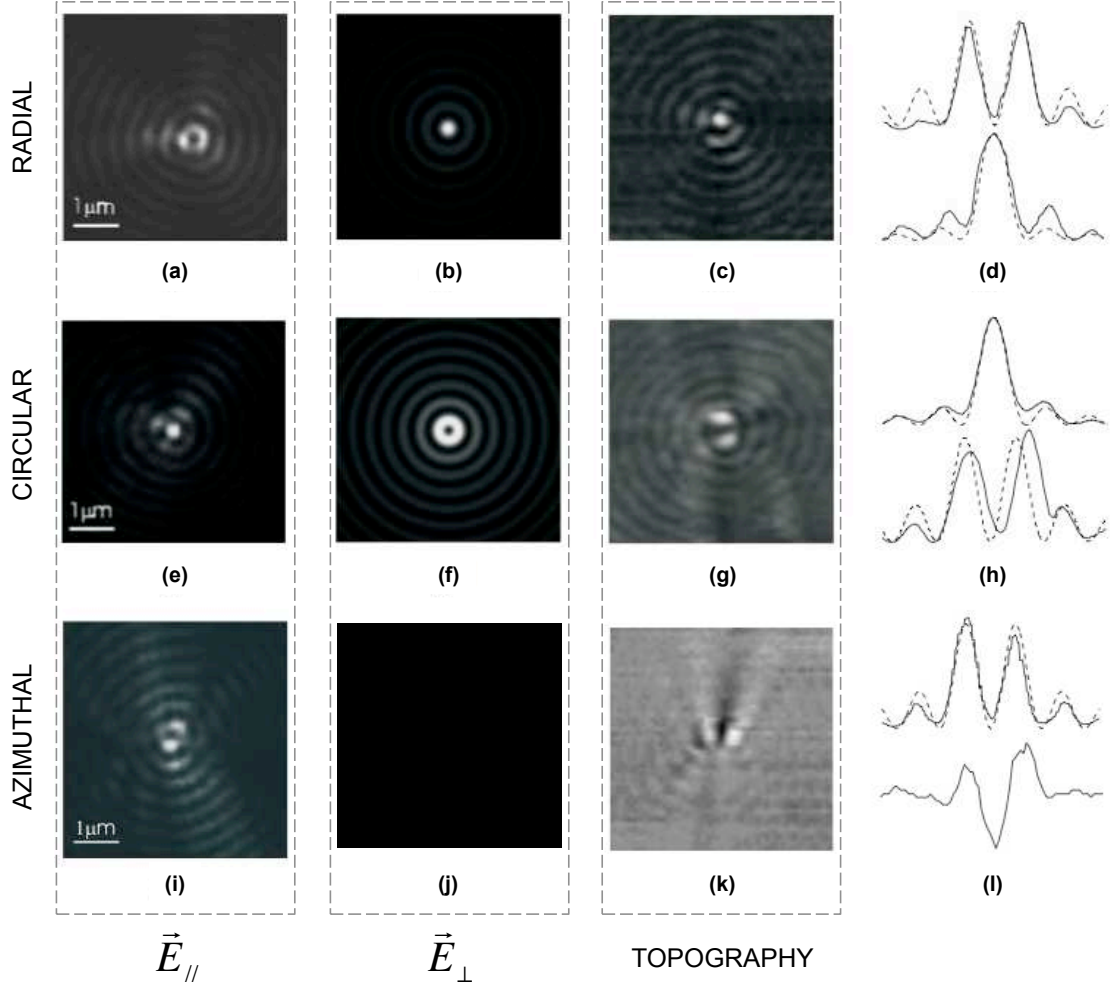 RADIAL
1µm
(a)
(b)
(c)
(d)
CIRCULAR
1µm
(e)
(f)
(g)
(h)
AZIMUTHAL
1µm
(i)
(j)
(k)
(l)
E⃗//
E⃗⊥
TOPOGRAPHY